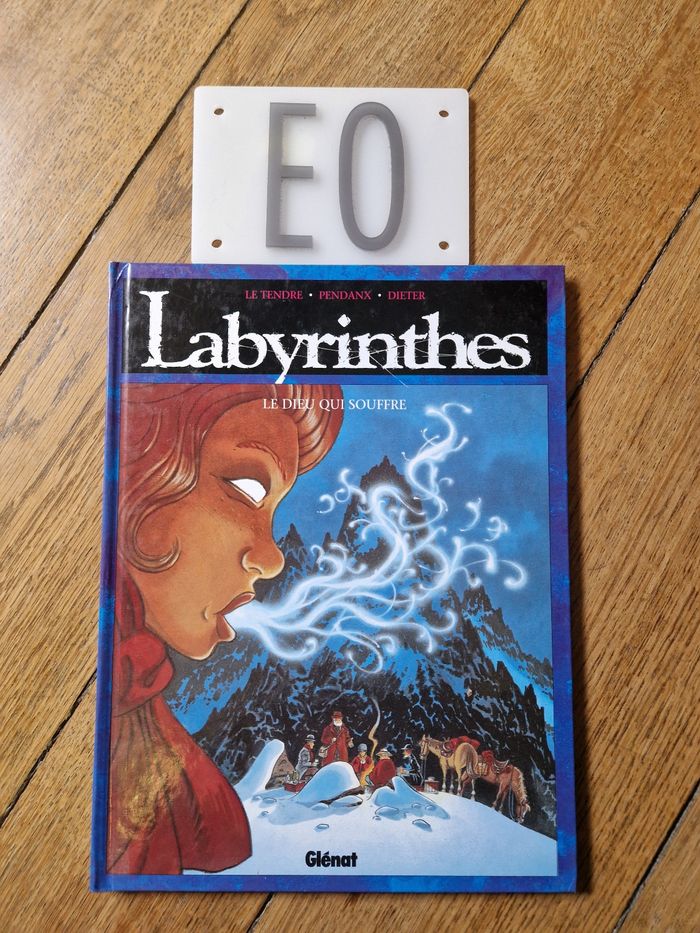 EO
LE TENDRE • PENDANX • DIETER
Labyrinthes
LE DIEU QUI SOUFFRE
Glénat